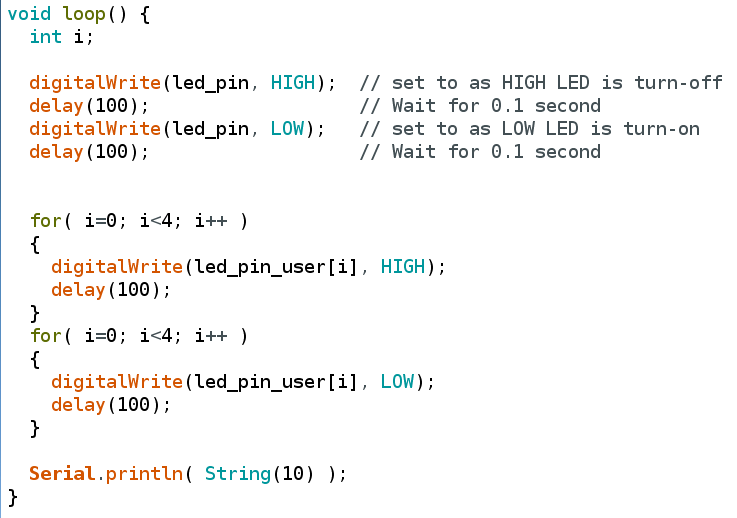 void loop() {
  int i;

  digitalWrite(led_pin, HIGH);  // set to as HIGH LED is turn-off
  delay(100);                   // Wait for 0.1 second
  digitalWrite(led_pin, LOW);   // set to as LOW LED is turn-on
  delay(100);                   // Wait for 0.1 second


  for( i=0; i<4; i++ )
  {
    digitalWrite(led_pin_user[i], HIGH);
    delay(100);
  }
  for( i=0; i<4; i++ )
  {
    digitalWrite(led_pin_user[i], LOW);
    delay(100);
  }

  Serial.println( String(10) );
}